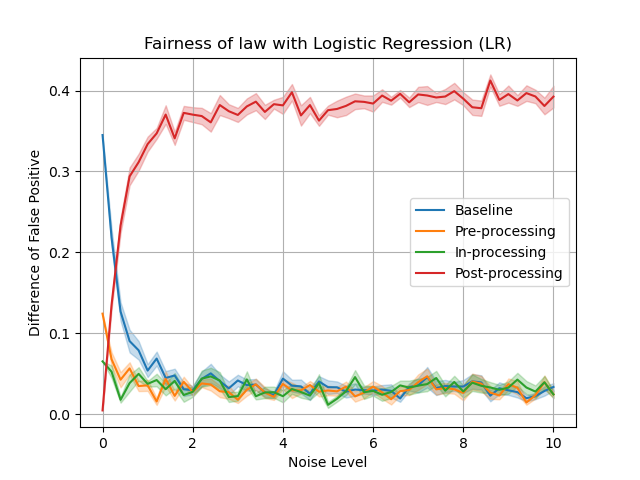 Fairness of law with Logistic Regression (LR)
0.4
0.3
0.2
0.1
0.0
Difference of False Positive
Baseline
Pre-processing
In-processing
Post-processing
0
2
4
6
8
10
Noise Level